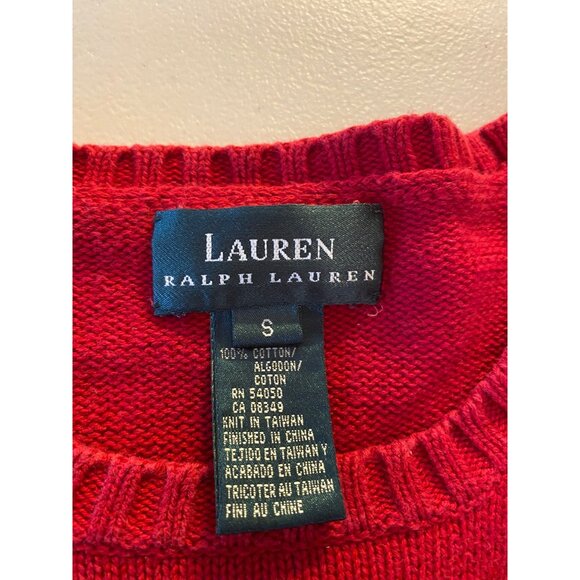 LAUREN
RALPH LAUREN
S
100% COTTON/
ALGODON/
COTON
RN 54050
CA 08349
KNIT IN TAIWAN
FINISHED IN CHINA
TEJIDO EN TAIWAN Y
ACABADO EN CHINA
TRICOTER AU TAIWAN
FINI AU CHINE